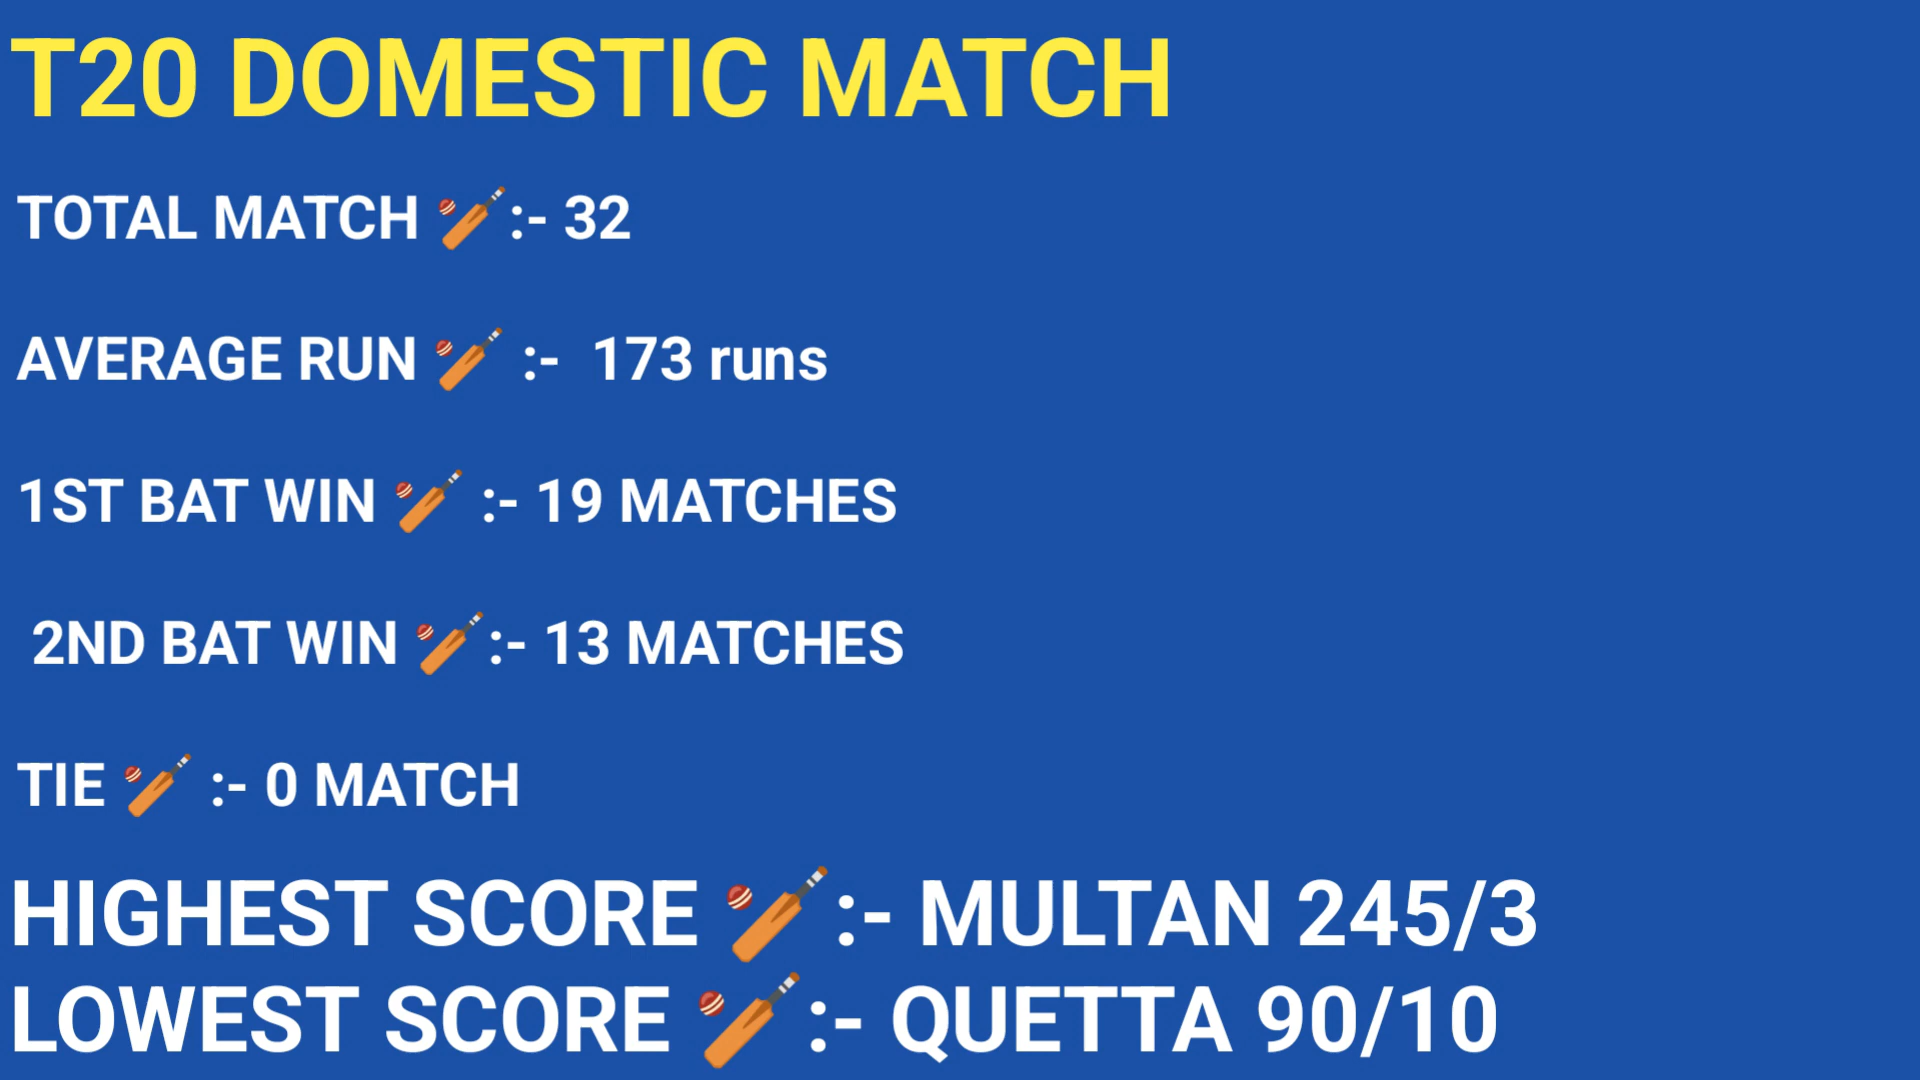 T20 DOMESTIC MATCH
TOTAL MATCH 🏏:- 32
AVERAGE RUN 🏏 :- 173 runs
1ST BAT WIN 🏏 :- 19 MATCHES
2ND BAT WIN 🏏:- 13 MATCHES
TIE 🏏 :- 0 MATCH
HIGHEST SCORE 🏏:- MULTAN 245/3
LOWEST SCORE 🏏:- QUETTA 90/10